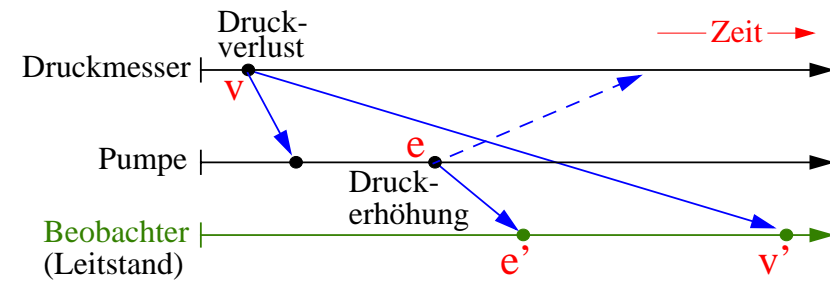 Druck-
verlust
Zeit
Druckmesser
v
Pumpe
e
Druck-
erhöhung
Beobachter
(Leitstand)
e’
v’